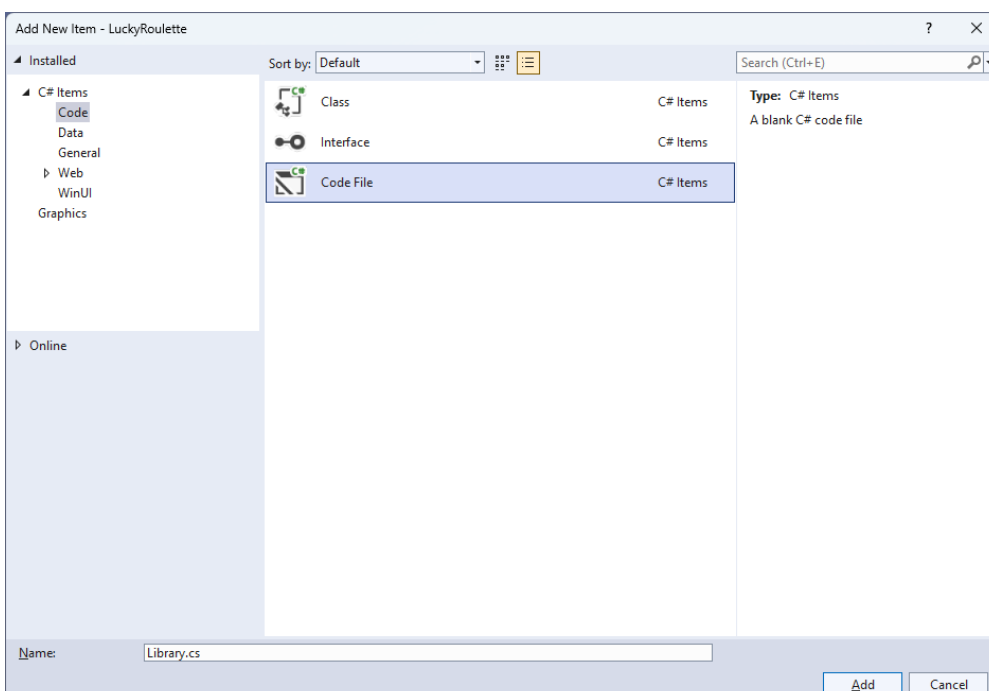 Add New Item - LuckyRoulette
? 
Installed
Sort by: Default
Search (Ctrl+E)
C# Items
Code
Data
General
Web
WinUI
Graphics
Online
Class C# Items
Interface C# Items
Code File C# Items
Type: C# Items
A blank C# code file
Name: Library.cs
Add Cancel